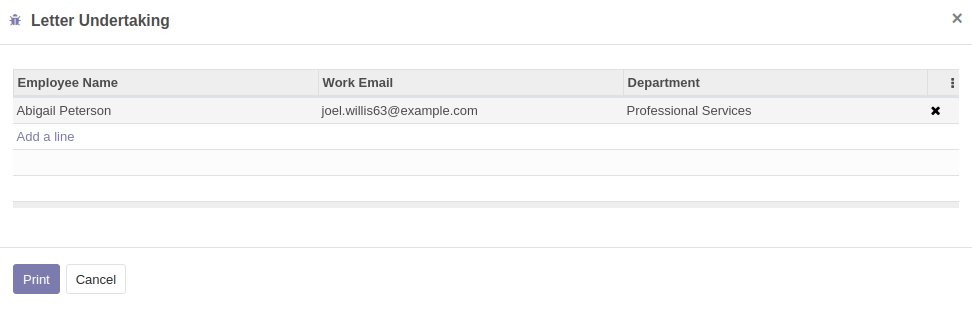 Letter Undertaking
Employee Name Work Email Department
Abigail Peterson joel.willis63@example.com Professional Services
Add a line
Print Cancel